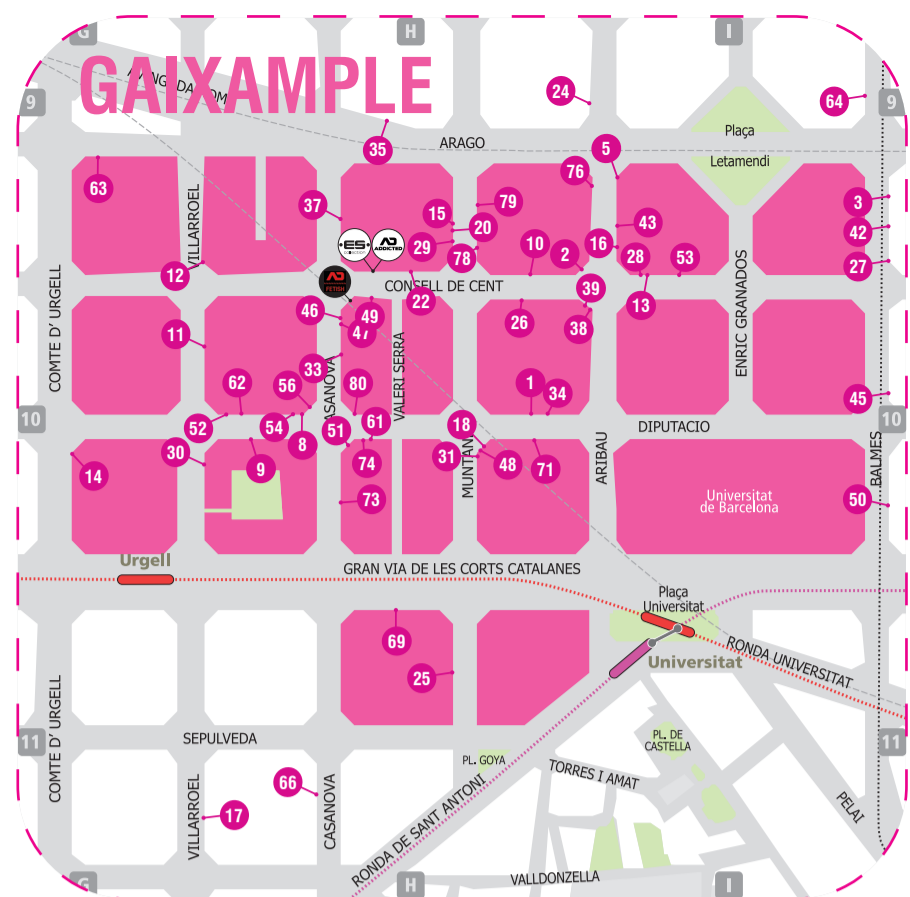 G
H
I
GAIXAMPLE
9
24
64
9
35
ARAGO
5
Plaça
Letamendi
63
VILLARROEL
37
76
79
15
20
29
78
10
2
16
43
28
53
13
3
42
27
ES
COLLECTION
AD
ADDICTED
12
AD
FETISH
CONSELL DE CENT
22
46
49
47
26
39
38
COMTE D' URGELL
11
33
VALERI SERRA
ENRIC GRANADOS
62
56
80
1
34
45
10
52
54
8
51
61
18
DIPUTACIO
10
30
9
74
31
48
71
MUNTAN
ARIBAU
BALMES
14
73
Universitat
de Barcelona
50
Urgell
GRAN VIA DE LES CORTS CATALANES
Plaça
Universitat
69
RONDA UNIVERSITAT
Universitat
25
COMTE D' URGELL
11
SEPULVEDA
PL. DE
CASTELLA
11
PL. GOYA
TORRES I AMAT
66
17
VILLARROEL
CASANOVA
RONDA DE SANT ANTONI
PELAI
VALLDONZELLA
G
H
I